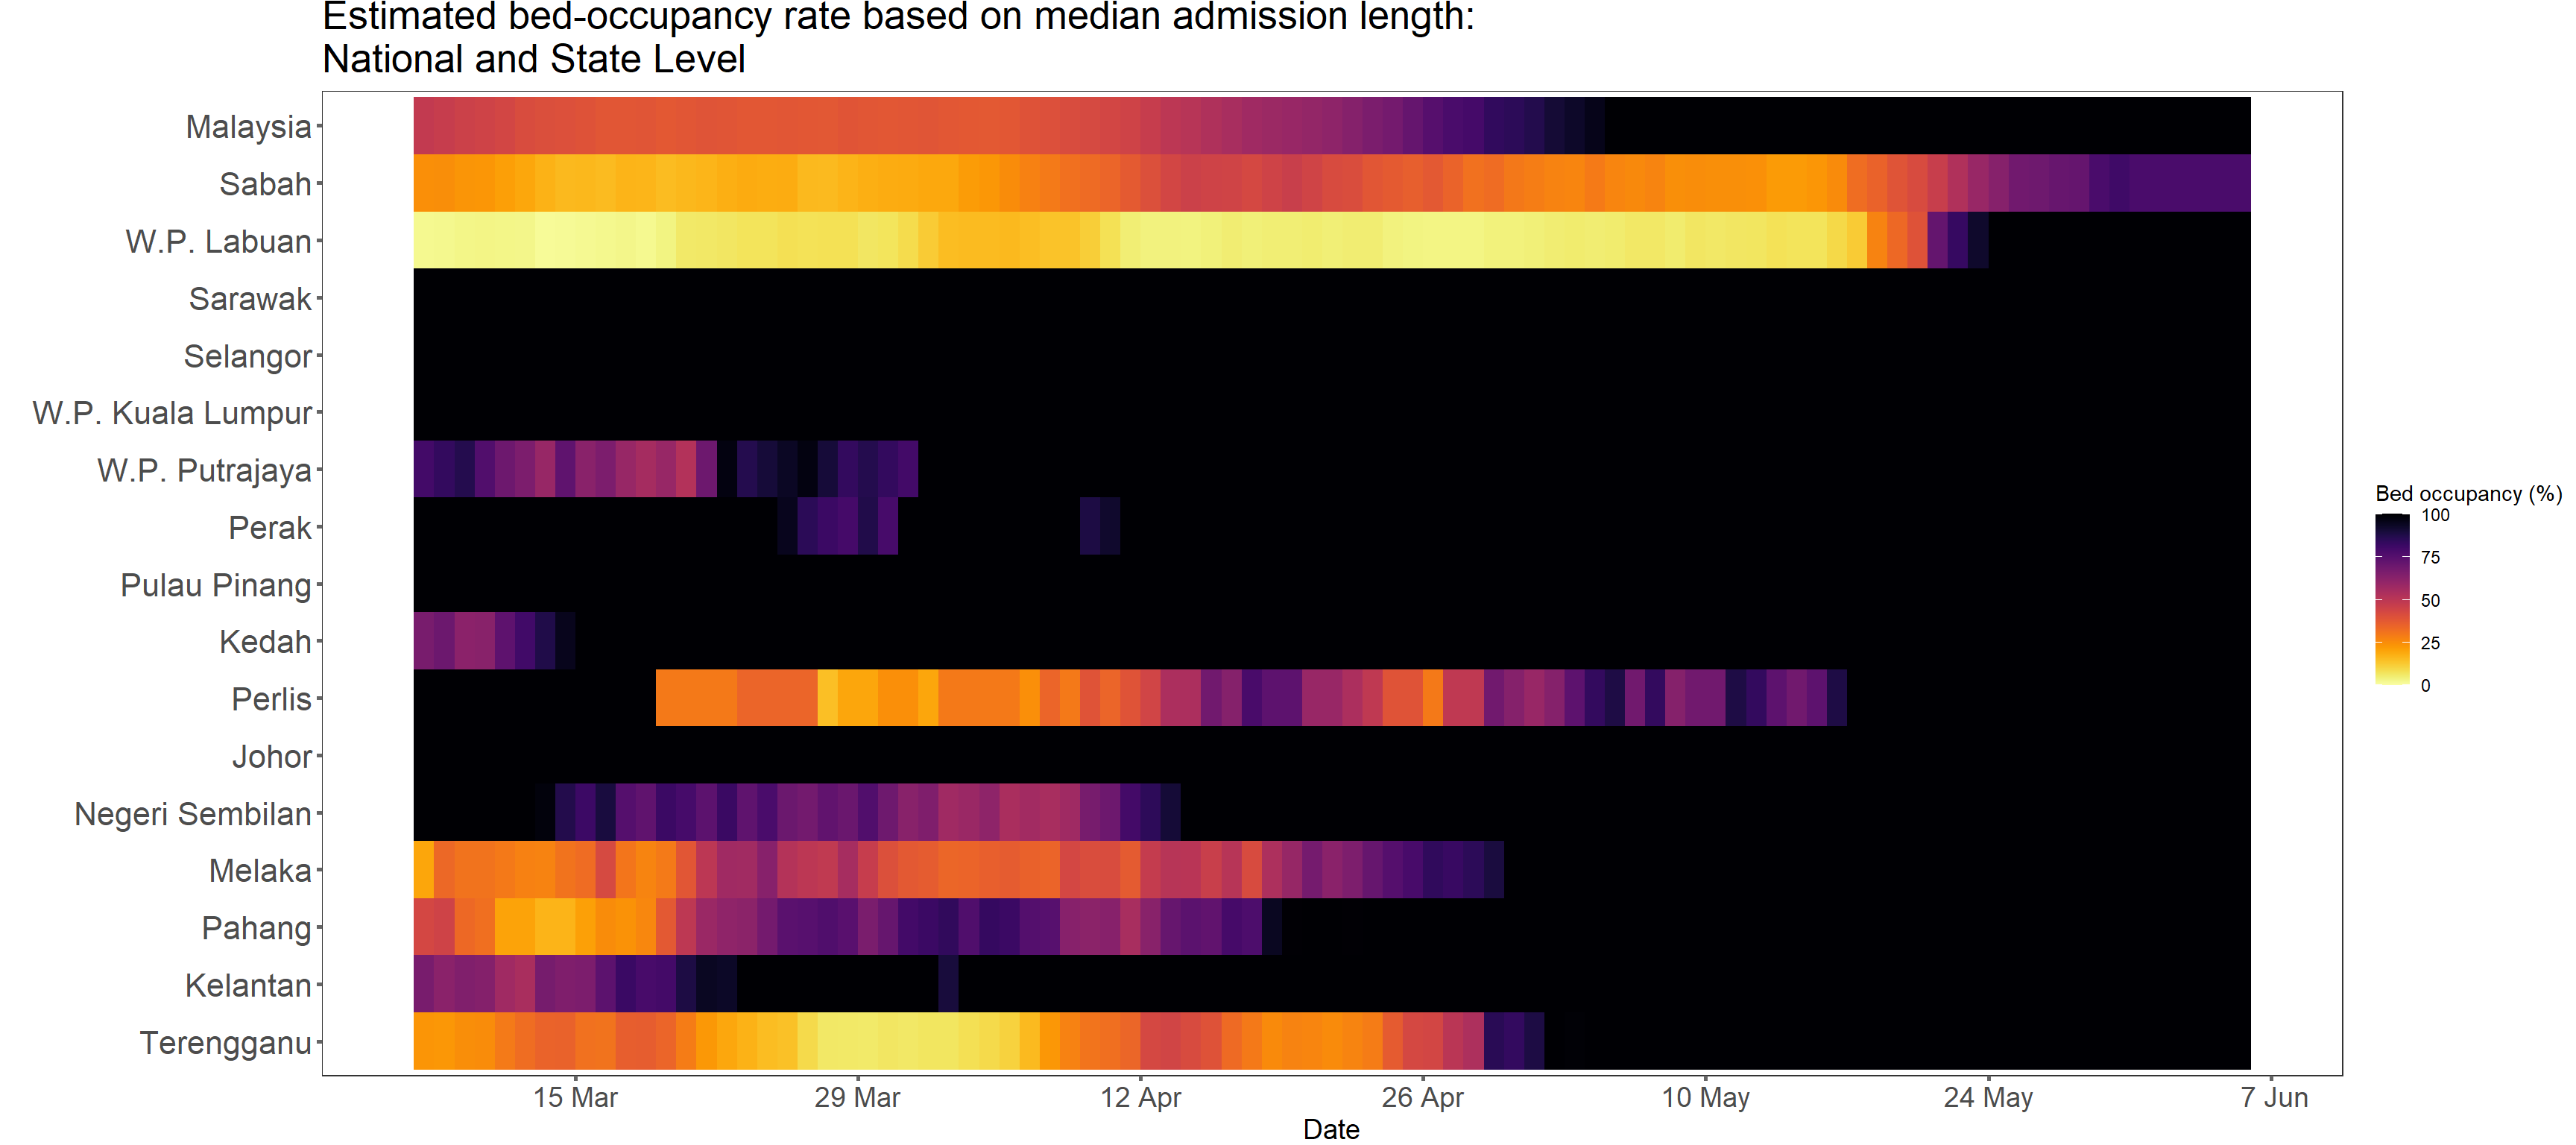 Estimated bed-occupancy rate based on median admission length:
National and State Level
Malaysia
Sabah
W.P. Labuan
Sarawak
Selangor
W.P. Kuala Lumpur
W.P. Putrajaya
Perak
Pulau Pinang
Kedah
Perlis
Johor
Negeri Sembilan
Melaka
Pahang
Kelantan
Terengganu
15 Mar
29 Mar
12 Apr
26 Apr
10 May
24 May
7 Jun
Date
Bed occupancy (%)
100
75
50
25
0